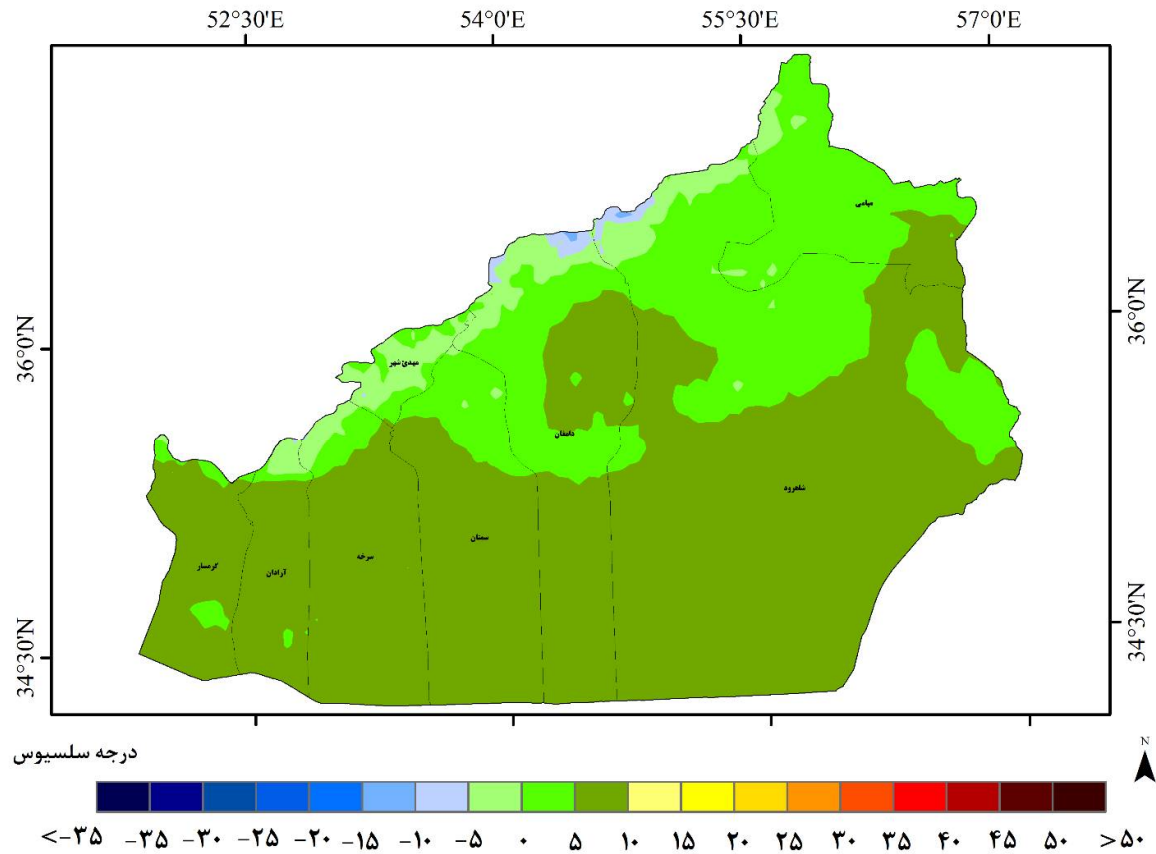 52°30'E 54°0'E 55°30'E 57°0'E
میامی
36°0'N 36°0'N
مهدی‌شهر
دامغان
شاهرود
سمنان
سرخه
گرمسار
آرادان
34°30'N 34°30'N
درجه سلسیوس
N
<-۳۵ -۳۵ -۳۰ -۲۵ -۲۰ -۱۵ -۱۰ -۵ ۰ ۵ ۱۰ ۱۵ ۲۰ ۲۵ ۳۰ ۳۵ ۴۰ ۴۵ ۵۰ >۵۰